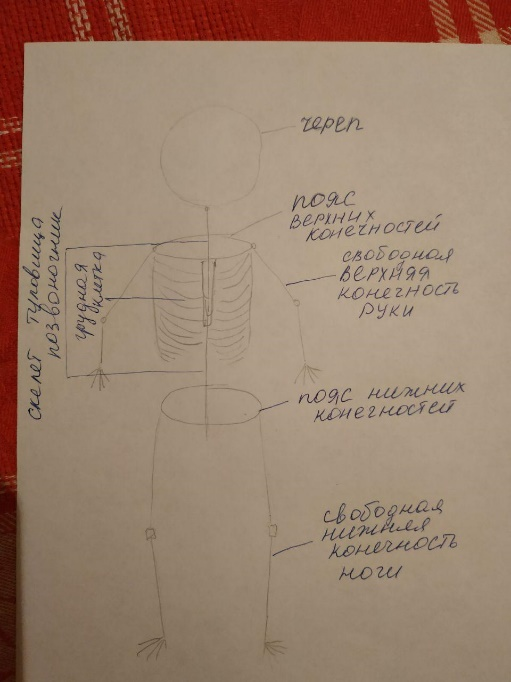 череп
пояс
верхних
конечностей
свободная
верхняя
конечность
руки
скелет туловища
позвоночник
грудная
клетка
пояс нижних
конечностей
свободная
нижняя
конечность
ноги